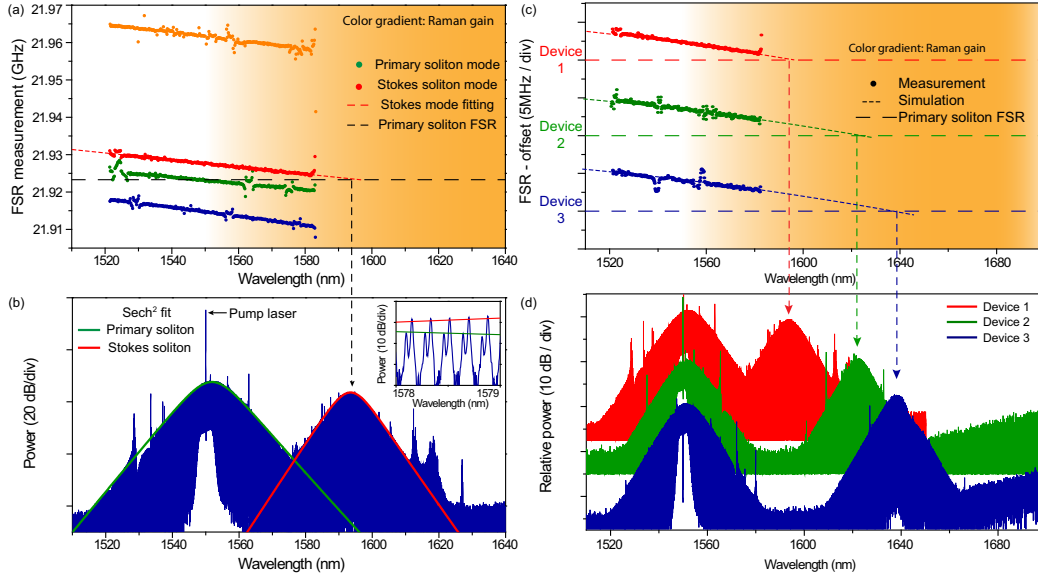 (a)
21.97
21.96
21.95
21.94
21.93
21.92
21.91
FSR measurement (GHz)
Color gradient: Raman gain
Primary soliton mode
Stokes soliton mode
Stokes mode fitting
Primary soliton FSR
1520
1540
1560
1580
1600
1620
1640
Wavelength (nm)
(b)
Sech² fit
Primary soliton
Stokes soliton
Pump laser
Power (20 dB/div)
Power (10 dB/div)
1578
1579
Wavelength (nm)
1520
1540
1560
1580
1600
1620
1640
Wavelength (nm)
(c)
FSR - offset (5MHz / div)
Device
1
Device
2
Device
3
Color gradient: Raman gain
Measurement
Simulation
Primary soliton FSR
1520
1560
1600
1640
1680
Wavelength (nm)
(d)
Device 1
Device 2
Device 3
Relative power (10 dB / div)
1520
1560
1600
1640
1680
Wavelength (nm)